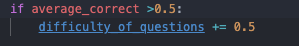 if average_correct >0.5:
difficulty_of_questions += 0.5